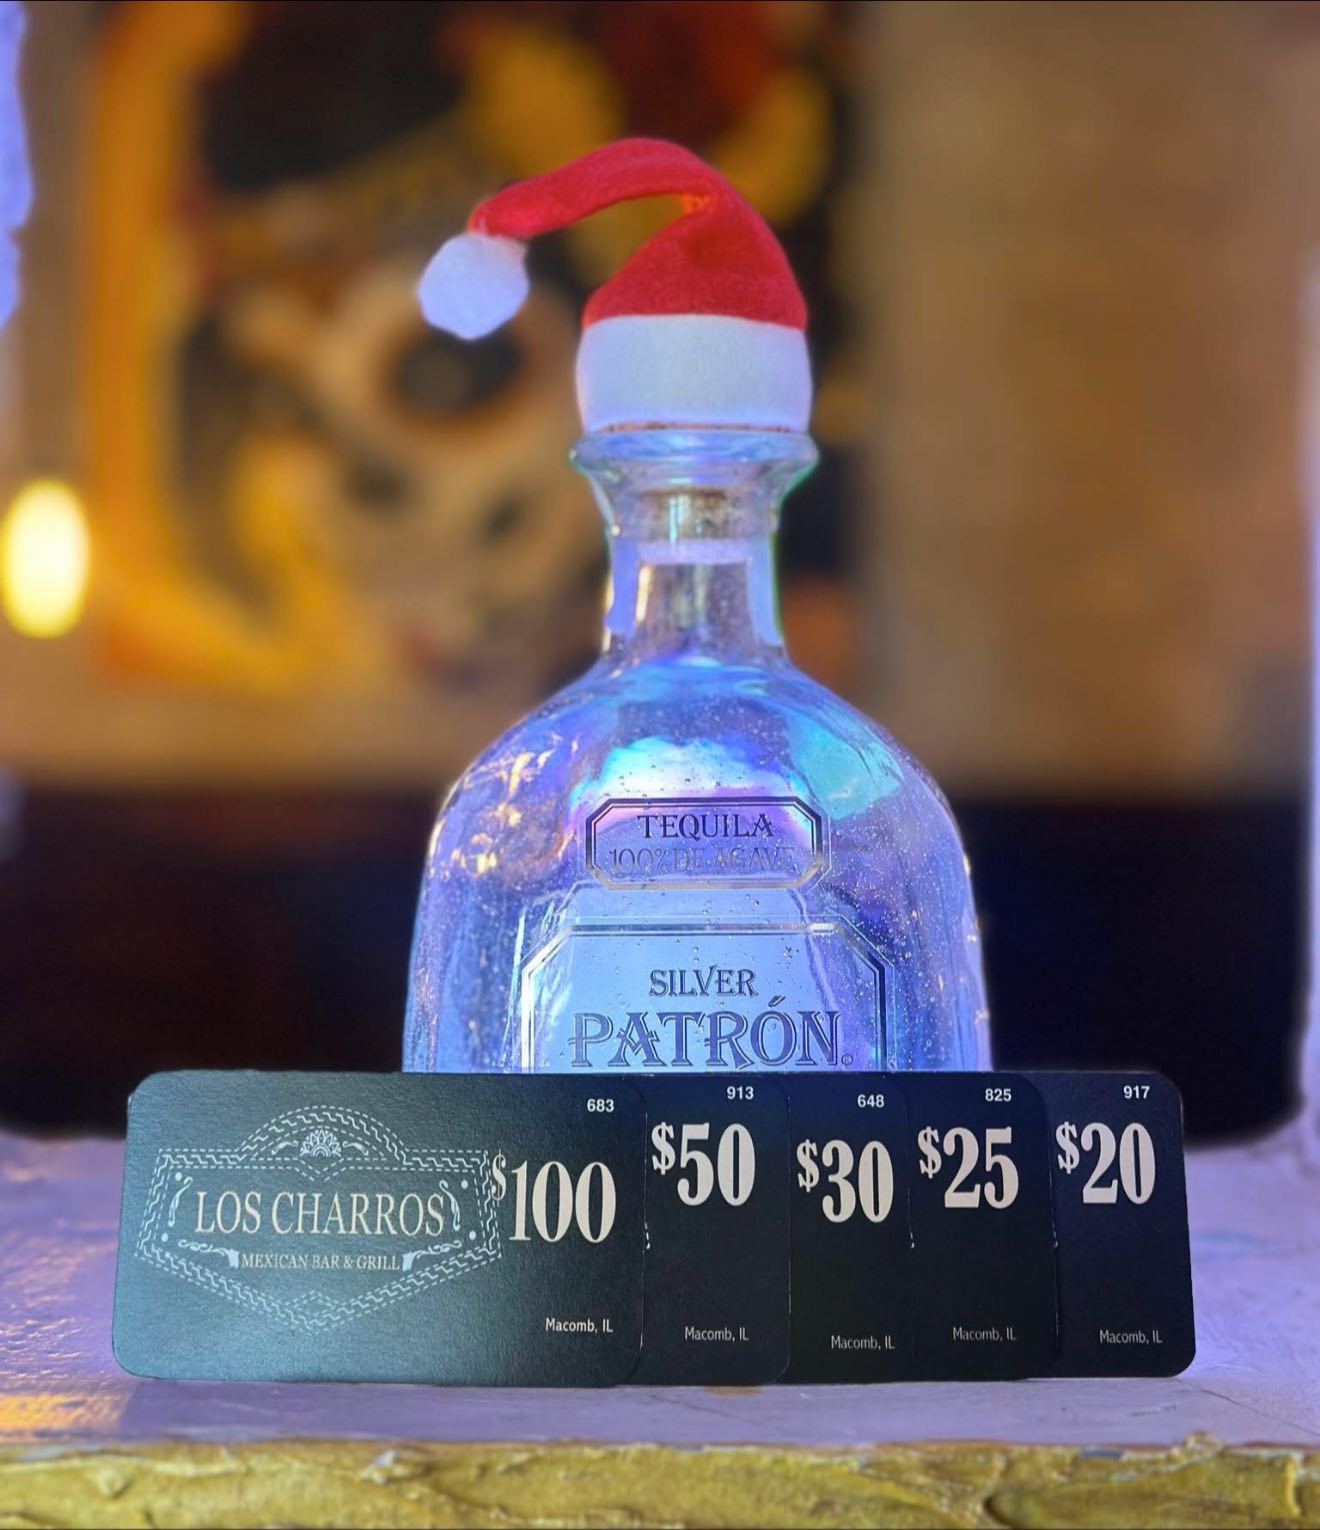 TEQUILA
100% DE AGAVE
SILVER
PATRÓN
LOS CHARROS
MEXICAN BAR & GRILL
683
$100
Macomb, IL
913
$50
Macomb, IL
648
$30
Macomb, IL
825
$25
Macomb, IL
917
$20
Macomb, IL